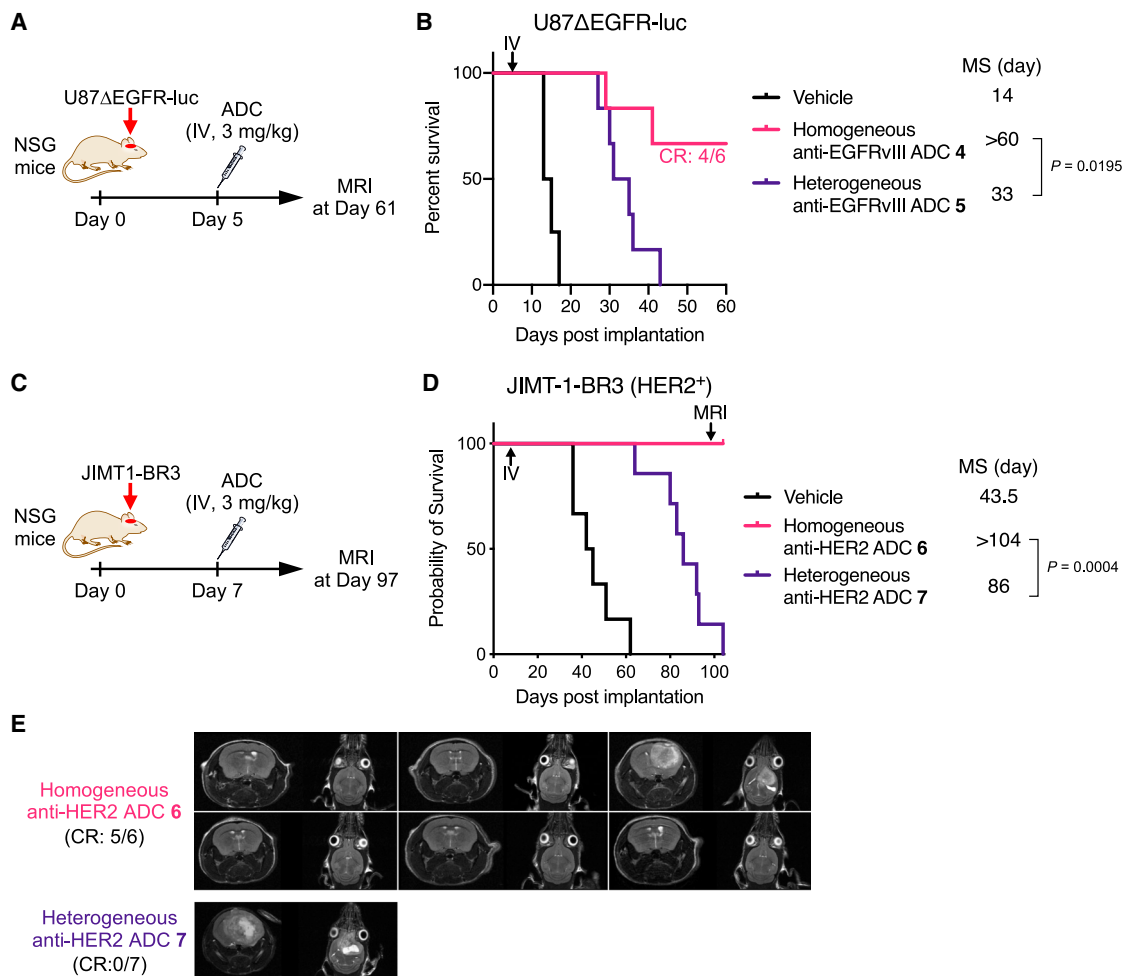 A
U87ΔEGFR-luc
NSG
mice
ADC
(IV, 3 mg/kg)
MRI
at Day 61
Day 0
Day 5
B
U87ΔEGFR-luc
IV
Percent survival
100
50
0
0 10 20 30 40 50 60
Days post implantation
CR: 4/6
MS (day)
Vehicle
14
Homogeneous
anti-EGFRvIII ADC 4
>60
Heterogeneous
anti-EGFRvIII ADC 5
33
P = 0.0195
C
JIMT1-BR3
NSG
mice
ADC
(IV, 3 mg/kg)
MRI
at Day 97
Day 0
Day 7
D
JIMT-1-BR3 (HER2⁺)
MRI
IV
Probability of Survival
100
50
0
0 20 40 60 80 100
Days post implantation
MS (day)
Vehicle
43.5
Homogeneous
anti-HER2 ADC 6
>104
Heterogeneous
anti-HER2 ADC 7
86
P = 0.0004
E
Homogeneous
anti-HER2 ADC 6
(CR: 5/6)
Heterogeneous
anti-HER2 ADC 7
(CR:0/7)